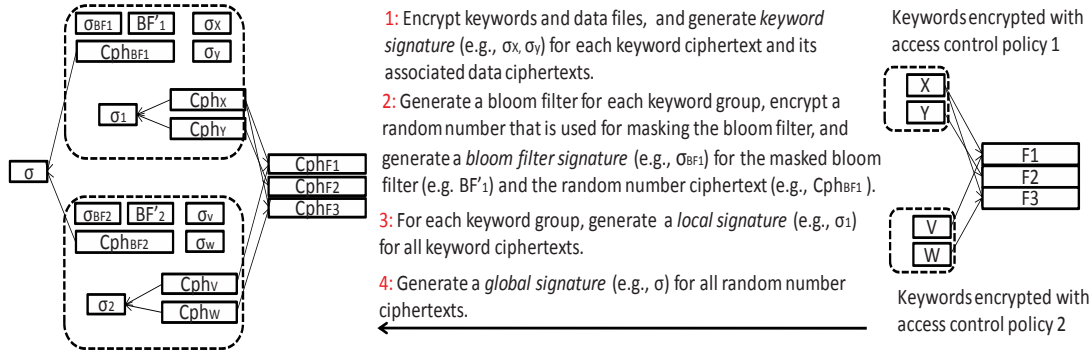 σBF1 BF'1 σX
CphBF1 σy
σ1 CphX
CphY
σ
σBF2 BF'2 σv
CphBF2 σw
CphV
σ2 CphW
CphF1
CphF2
CphF3
1: Encrypt keywords and data files, and generate keyword
signature (e.g., σX, σy) for each keyword ciphertext and its
associated data ciphertexts.
2: Generate a bloom filter for each keyword group, encrypt a
random number that is used for masking the bloom filter, and
generate a bloom filter signature (e.g., σBF1) for the masked bloom
filter (e.g. BF'1) and the random number ciphertext (e.g., CphBF1 ).
3: For each keyword group, generate a local signature (e.g., σ1)
for all keyword ciphertexts.
4: Generate a global signature (e.g., σ) for all random number
ciphertexts.
Keywords encrypted with
access control policy 1
X
Y
F1
F2
F3
V
W
Keywords encrypted with
access control policy 2